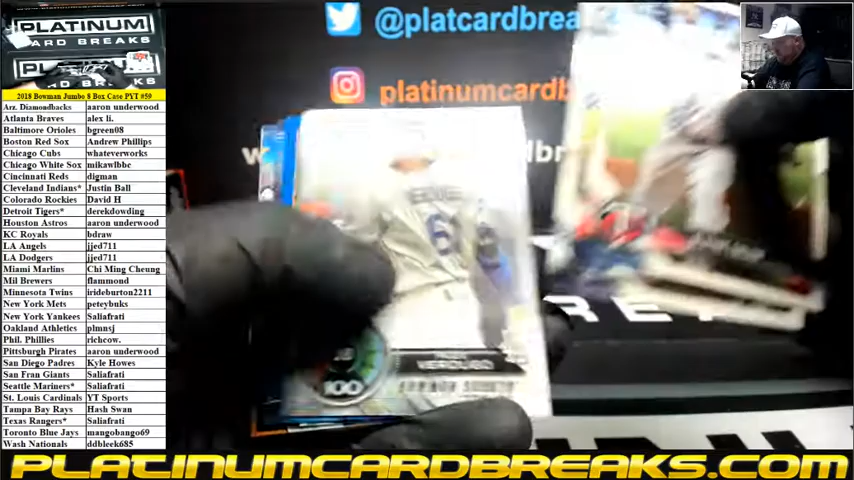 PLATINUM
CARD BREAKS
2018 Bowman Jumbo 8 Box Case PYT #59
Arz. Diamondbacks aaron underwood
Atlanta Braves alex li.
Baltimore Orioles bgreen08
Boston Red Sox Andrew Phillips
Chicago Cubs whateverworks
Chicago White Sox mikawlbbc
Cincinnati Reds digman
Cleveland Indians* Justin Ball
Colorado Rockies David H
Detroit Tigers* derekdowding
Houston Astros aaron underwood
KC Royals bdraw
LA Angels jjed711
LA Dodgers jjed711
Miami Marlins Chi Ming Cheung
Mil Brewers flammond
Minnesota Twins irideburton2211
New York Mets peteybuks
New York Yankees Saliafrati
Oakland Athletics plmnsj
Phil. Phillies richcow.
Pittsburgh Pirates aaron underwood
San Diego Padres Kyle Howes
San Fran Giants Saliafrati
Seattle Mariners* Saliafrati
St. Louis Cardinals YT Sports
Tampa Bay Rays Hash Swan
Texas Rangers* Saliafrati
Toronto Blue Jays mangobango69
Wash Nationals ddbleek685
@platcardbrea
platinumcardb
6
100
VERDUGO
PLATINUMCARDBREAKS.COM